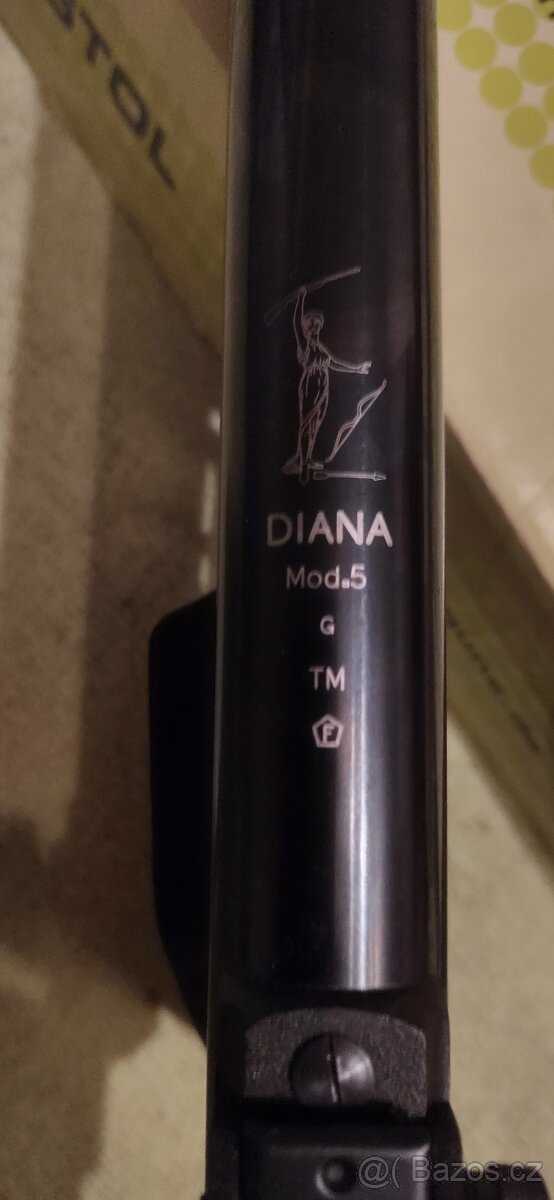 STOL
DIANA
Mod.5
G
TM
F
@( Bazos.cz